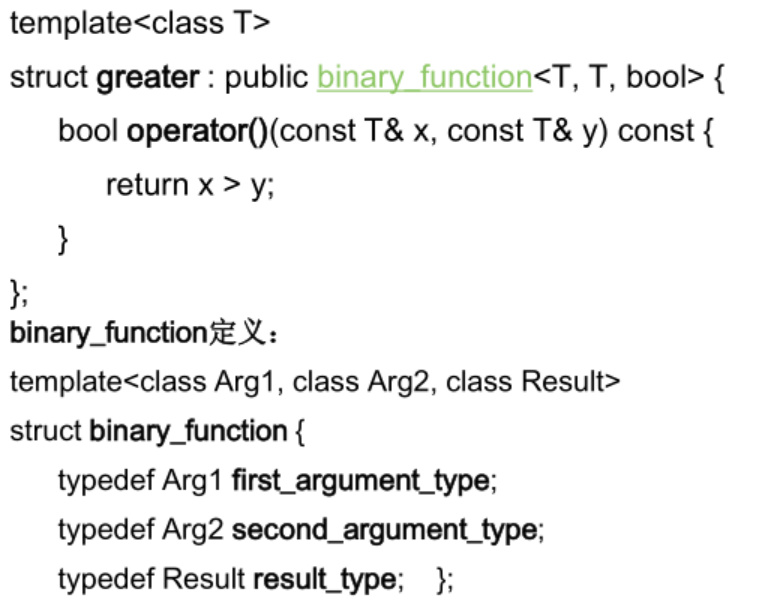 template<class T>
struct greater : public binary_function<T, T, bool> {
bool operator()(const T& x, const T& y) const {
return x > y;
}
};
binary_function定义：
template<class Arg1, class Arg2, class Result>
struct binary_function {
typedef Arg1 first_argument_type;
typedef Arg2 second_argument_type;
typedef Result result_type; };